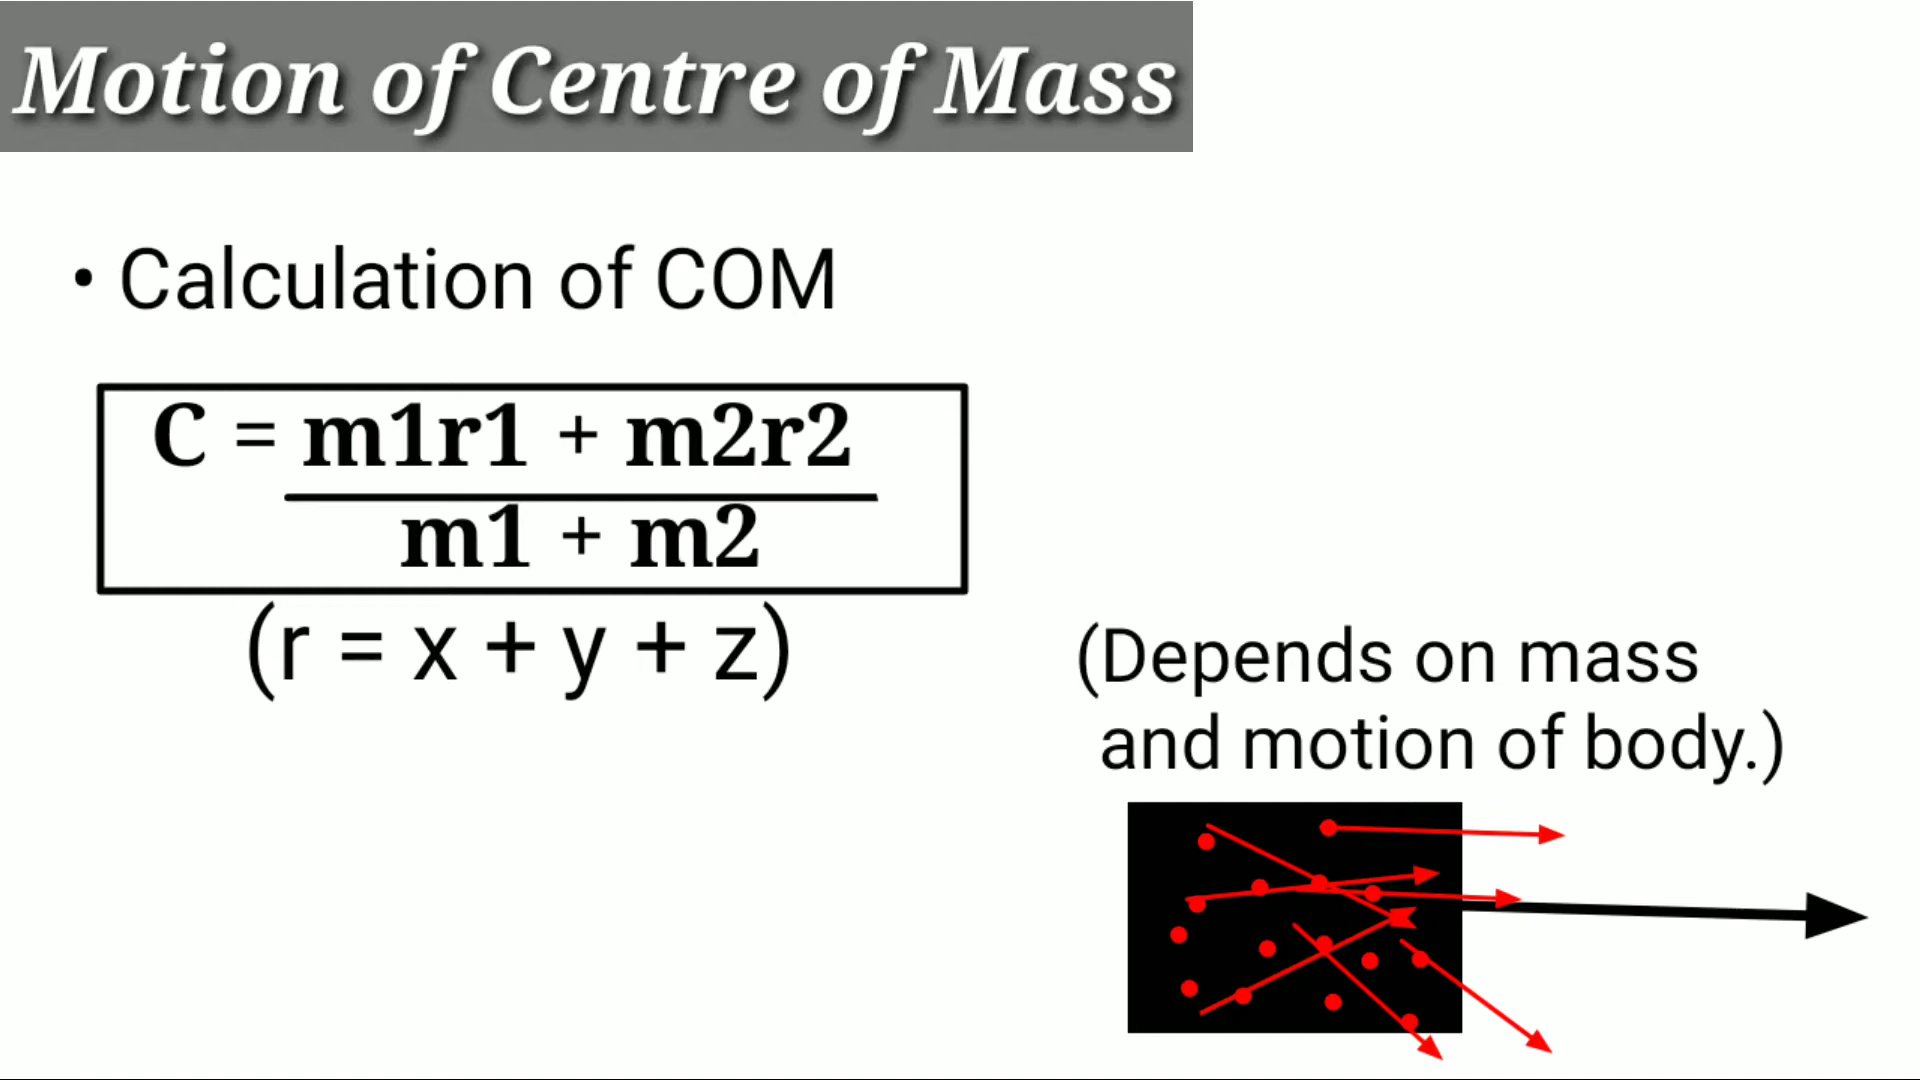 Motion of Centre of Mass
• Calculation of COM
C = m1r1 + m2r2
m1 + m2
(r = x + y + z)
(Depends on mass
and motion of body.)